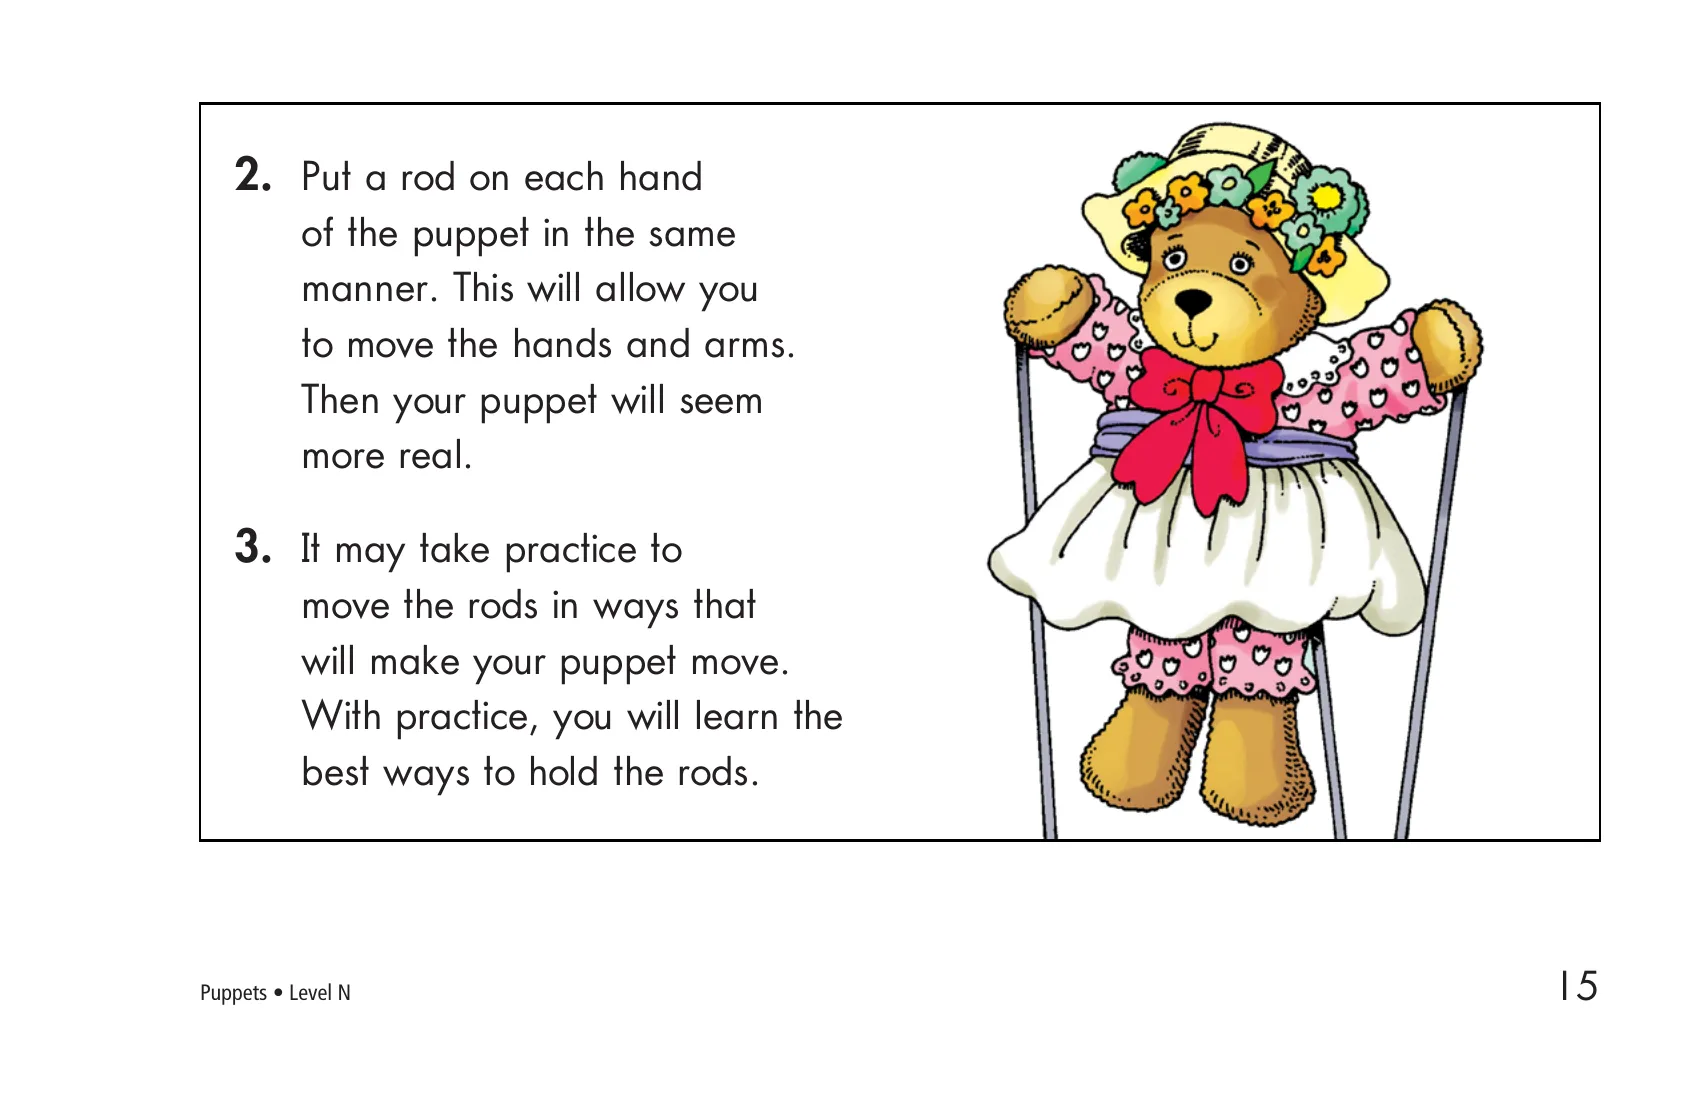 2. Put a rod on each hand
of the puppet in the same
manner. This will allow you
to move the hands and arms.
Then your puppet will seem
more real.
3. It may take practice to
move the rods in ways that
will make your puppet move.
With practice, you will learn the
best ways to hold the rods.
Puppets • Level N
15